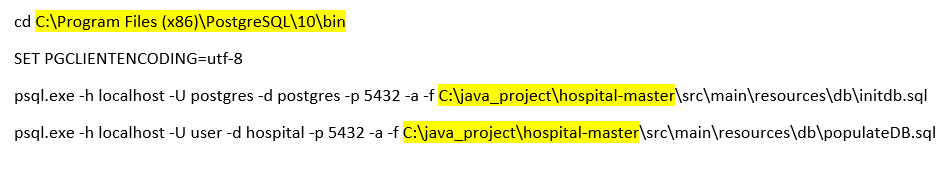 cd C:\Program Files (x86)\PostgreSQL\10\bin
SET PGCLIENTENCODING=utf-8
psql.exe -h localhost -U postgres -d postgres -p 5432 -a -f C:\java_project\hospital-master\src\main\resources\db\initdb.sql
psql.exe -h localhost -U user -d hospital -p 5432 -a -f C:\java_project\hospital-master\src\main\resources\db\populateDB.sql